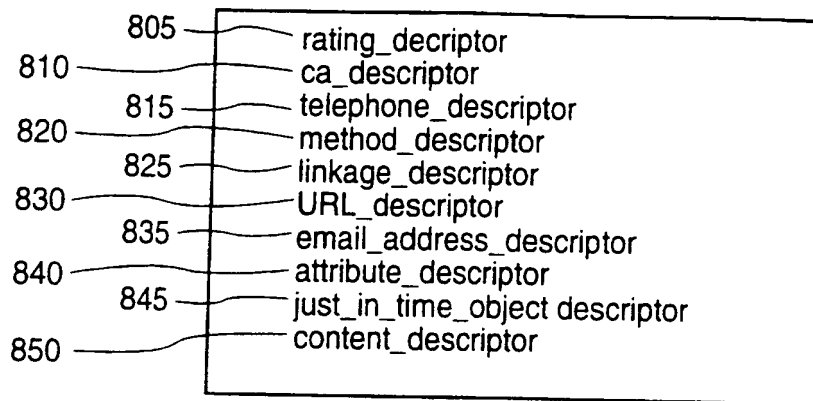 805 rating_decriptor
810 ca_descriptor
815 telephone_descriptor
820 method_descriptor
825 linkage_descriptor
830 URL_descriptor
835 email_address_descriptor
840 attribute_descriptor
845 just_in_time_object descriptor
850 content_descriptor